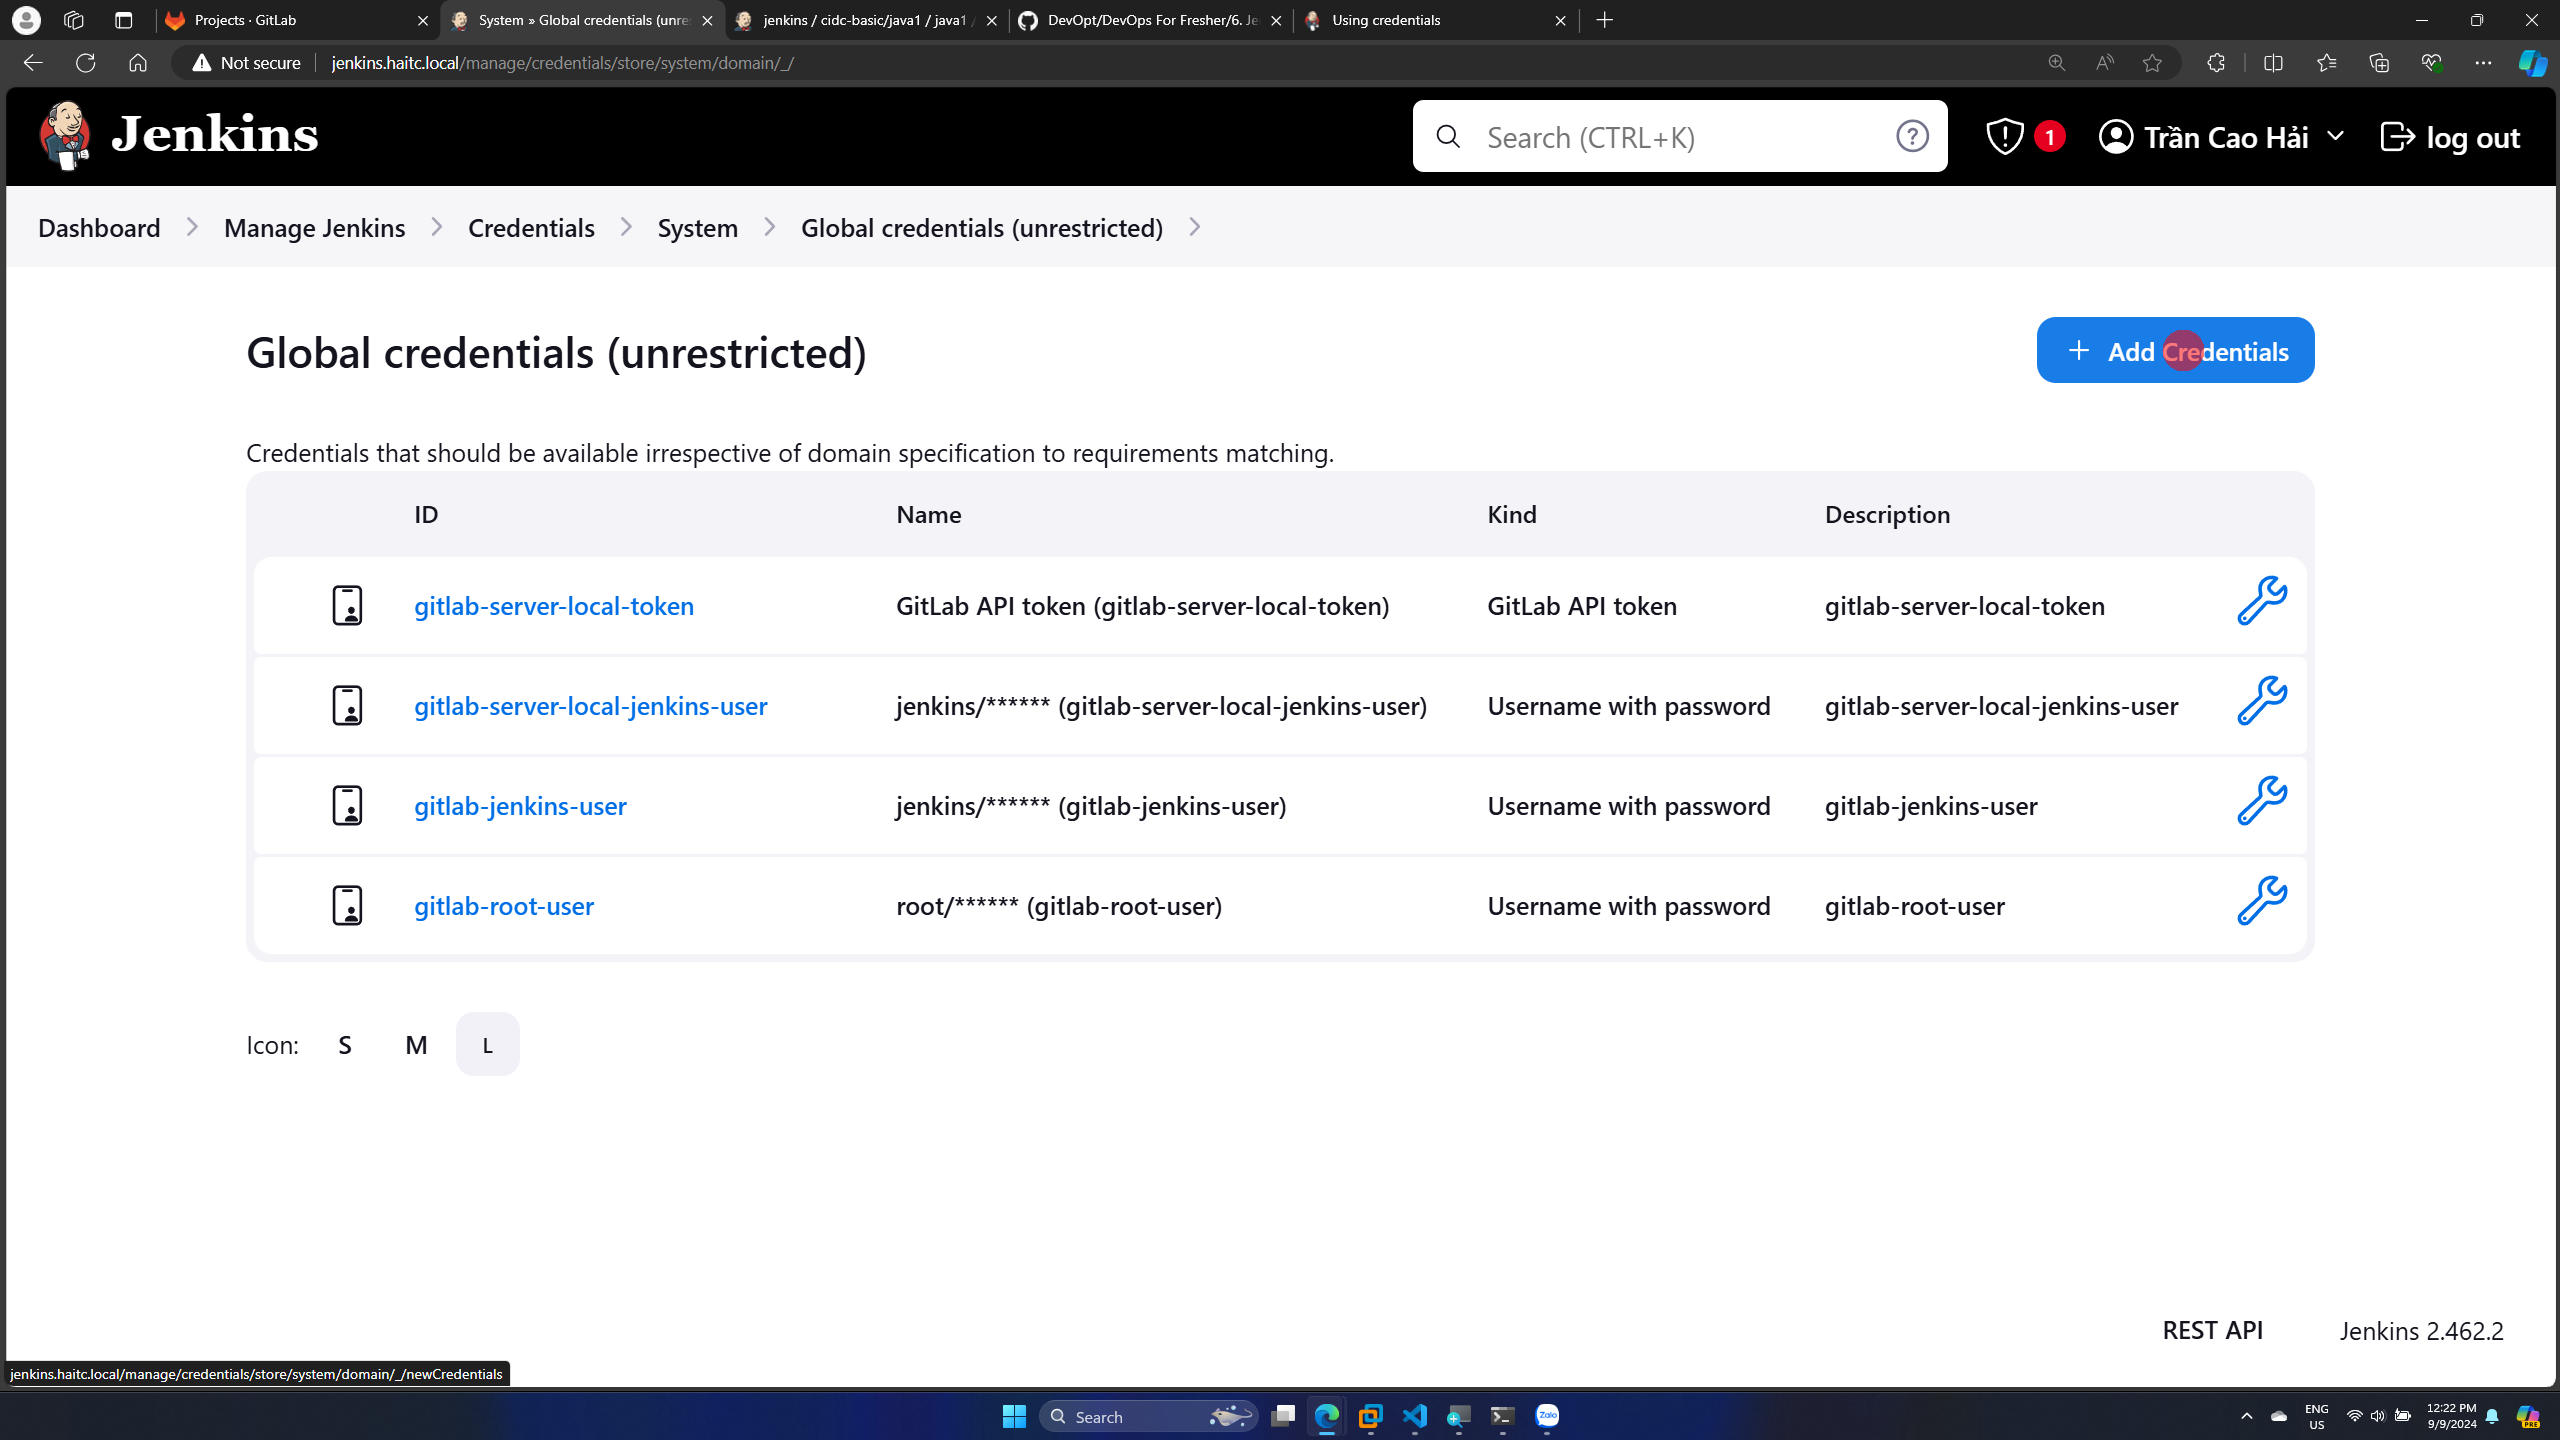 Projects · GitLab
System » Global credentials (unre
jenkins / cidc-basic/java1 / java1
DevOpt/DevOps For Fresher/6. Je
Using credentials
Not secure
jenkins.haitc.local/manage/credentials/store/system/domain/_/
Jenkins
Search (CTRL+K)
1
Trần Cao Hải
log out
Dashboard
Manage Jenkins
Credentials
System
Global credentials (unrestricted)
Global credentials (unrestricted)
Add Credentials
Credentials that should be available irrespective of domain specification to requirements matching.
ID Name Kind Description
gitlab-server-local-token GitLab API token (gitlab-server-local-token) GitLab API token gitlab-server-local-token
gitlab-server-local-jenkins-user jenkins/****** (gitlab-server-local-jenkins-user) Username with password gitlab-server-local-jenkins-user
gitlab-jenkins-user jenkins/****** (gitlab-jenkins-user) Username with password gitlab-jenkins-user
gitlab-root-user root/****** (gitlab-root-user) Username with password gitlab-root-user
Icon: S M L
REST API
Jenkins 2.462.2
jenkins.haitc.local/manage/credentials/store/system/domain/_/newCredentials
Search
Zalo
ENG
US
12:22 PM
9/9/2024
PRE